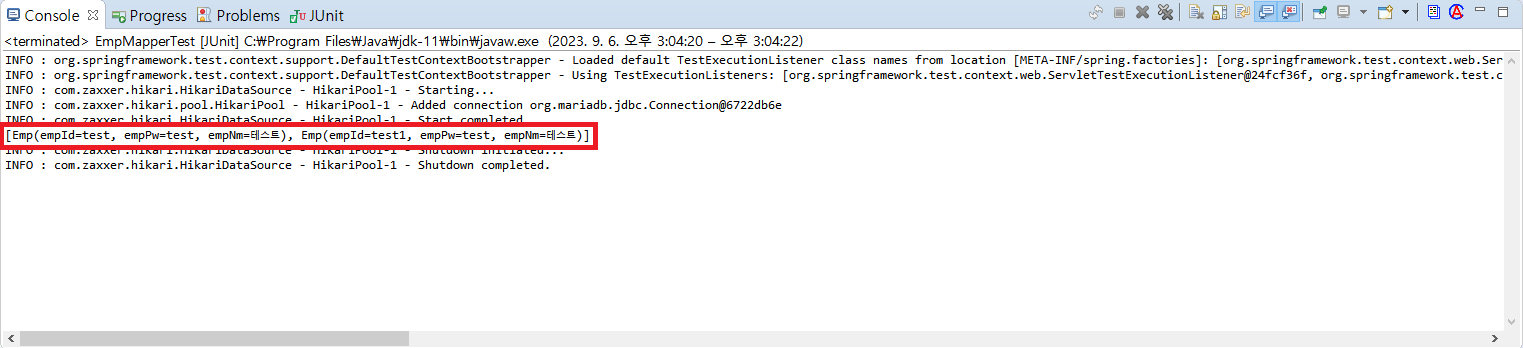 Console Progress Problems JUnit
<terminated> EmpMapperTest [JUnit] C:₩Program Files₩Java₩jdk-11₩bin₩javaw.exe (2023. 9. 6. 오후 3:04:20 – 오후 3:04:22)
INFO : org.springframework.test.context.support.DefaultTestContextBootstrapper - Loaded default TestExecutionListener class names from location [META-INF/spring.factories]: [org.springframework.test.context.web.Ser
INFO : org.springframework.test.context.support.DefaultTestContextBootstrapper - Using TestExecutionListeners: [org.springframework.test.context.web.ServletTestExecutionListener@24fcf36f, org.springframework.test.c
INFO : com.zaxxer.hikari.HikariDataSource - HikariPool-1 - Starting...
INFO : com.zaxxer.hikari.pool.HikariPool - HikariPool-1 - Added connection org.mariadb.jdbc.Connection@6722db6e
INFO : com.zaxxer.hikari.HikariDataSource - HikariPool-1 - Start completed.
[Emp(empId=test, empPw=test, empNm=테스트), Emp(empId=test1, empPw=test, empNm=테스트)]
INFO : com.zaxxer.hikari.HikariDataSource - HikariPool-1 - Shutdown initiated...
INFO : com.zaxxer.hikari.HikariDataSource - HikariPool-1 - Shutdown completed.